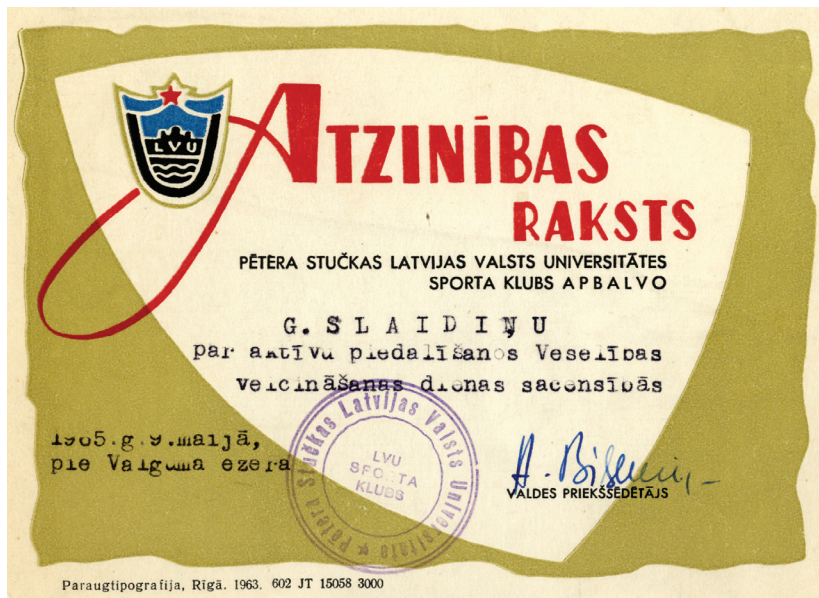 LVU
ATZINĪBAS
RAKSTS
PĒTERA STUČKAS LATVIJAS VALSTS UNIVERSITĀTES
SPORTA KLUBS APBALVO
G. SLAIDIŅU
par aktīvu piedalīšanos Veselības
veicināšanas dienas sacensībās
1965.g.9.maijā,
pie Valguma ezera
Pētera Stučkas Latvijas Valsts Universitāte
LVU
SPORTA
KLUBS
VALDES PRIEKŠSĒDĒTĀJS
Paraugtipografija, Rīgā. 1963. 602 JT 15058 3000